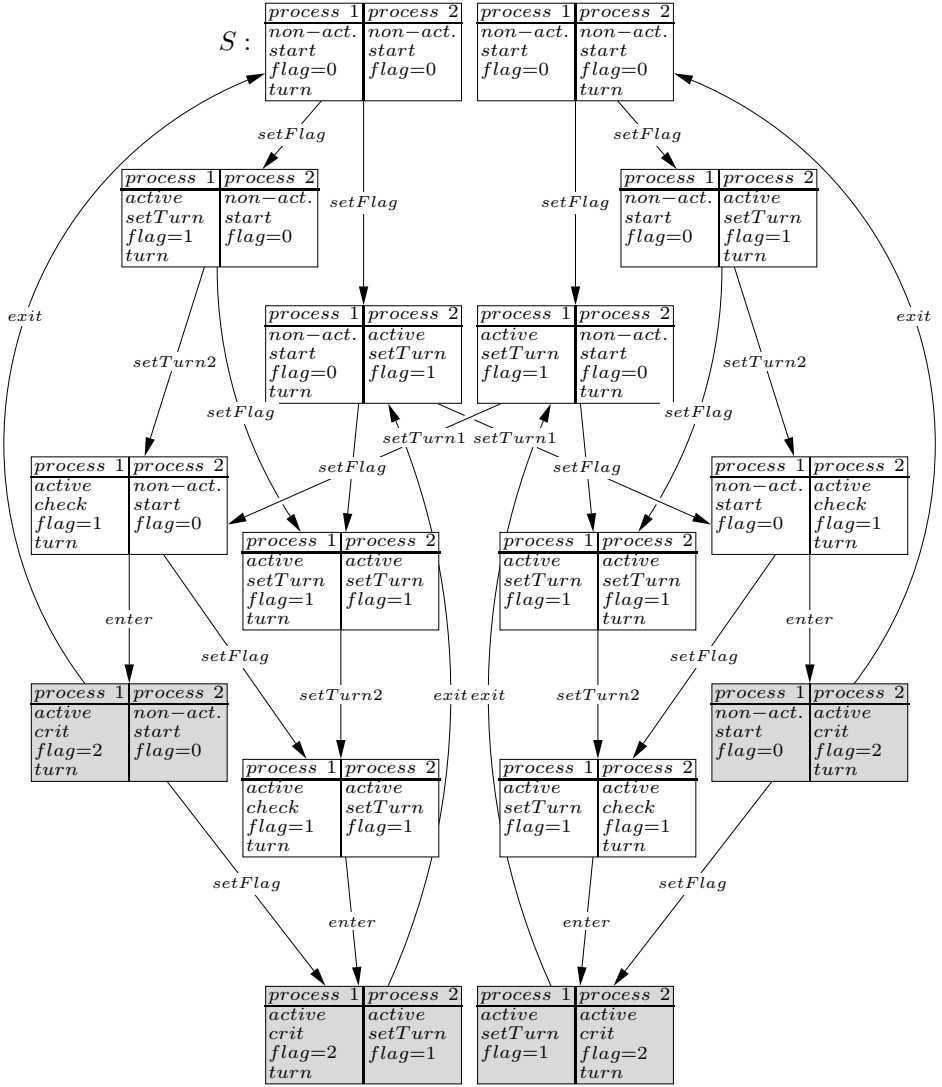 S :
process 1 process 2
non−act. non−act.
start start
flag=0 flag=0
turn
process 1 process 2
non−act. non−act.
start start
flag=0 flag=0
turn
setFlag
setFlag
process 1 process 2
active non−act.
setTurn start
flag=1 flag=0
turn
setFlag
setFlag
process 1 process 2
non−act. active
start setTurn
flag=0 flag=1
turn
exit
exit
process 1 process 2
non−act. active
start setTurn
flag=0 flag=1
turn
process 1 process 2
active non−act.
setTurn start
flag=1 flag=0
turn
setTurn2
setTurn2
setFlag
setFlag
setTurn1 setTurn1
setFlag
setFlag
process 1 process 2
active non−act.
check start
flag=1 flag=0
turn
process 1 process 2
non−act. active
start check
flag=0 flag=1
turn
process 1 process 2
active active
setTurn setTurn
flag=1 flag=1
turn
process 1 process 2
active active
setTurn setTurn
flag=1 flag=1
turn
enter
enter
setFlag
setFlag
setTurn2
exit exit
setTurn2
process 1 process 2
active non−act.
crit start
flag=2 flag=0
turn
process 1 process 2
non−act. active
start crit
flag=0 flag=2
turn
process 1 process 2
active active
check setTurn
flag=1 flag=1
turn
process 1 process 2
active active
setTurn check
flag=1 flag=1
turn
setFlag
setFlag
enter
enter
process 1 process 2
active active
crit setTurn
flag=2 flag=1
turn
process 1 process 2
active active
setTurn crit
flag=1 flag=2
turn